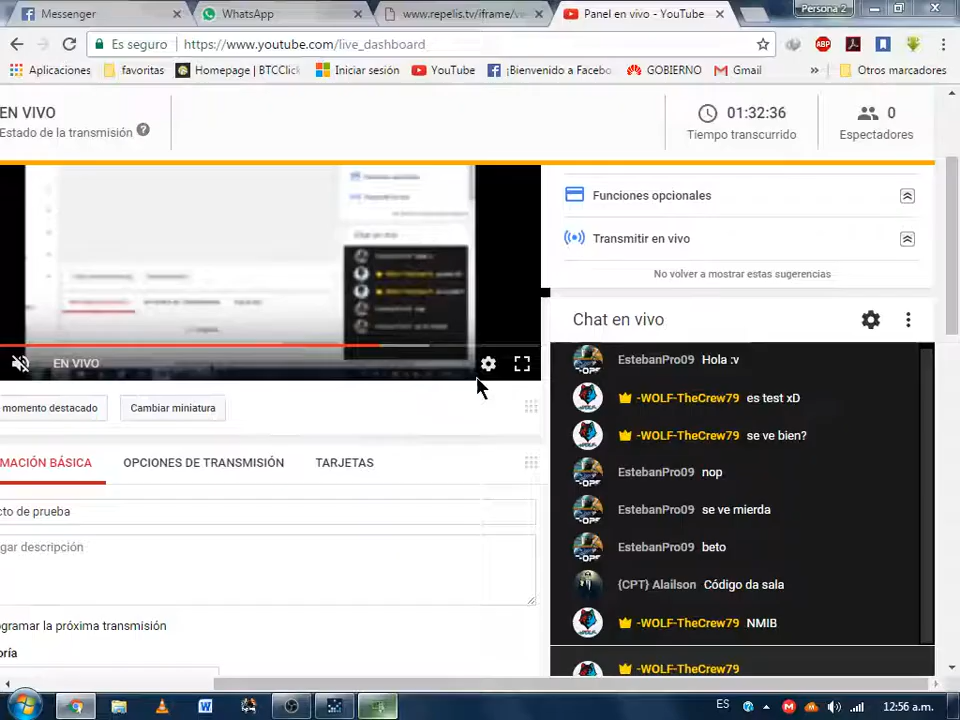 Messenger
WhatsApp
www.repelis.tv/iframe/ve
Panel en vivo - YouTube
Persona 2
Es seguro
https://www.youtube.com/live_dashboard
ABP
Aplicaciones
favoritas
Homepage | BTCClick
Iniciar sesión
YouTube
¡Bienvenido a Facebo
GOBIERNO
Gmail
»
Otros marcadores
EN VIVO
Estado de la transmisión
01:32:36
Tiempo transcurrido
0
Espectadores
Funciones opcionales
Transmitir en vivo
No volver a mostrar estas sugerencias
Chat en vivo
EN VIVO
momento destacado
Cambiar miniatura
MACIÓN BÁSICA
OPCIONES DE TRANSMISIÓN
TARJETAS
cto de prueba
gar descripción
ogramar la próxima transmisión
oría
EstebanPro09 Hola :v
-WOLF-TheCrew79 es test xD
-WOLF-TheCrew79 se ve bien?
EstebanPro09 nop
EstebanPro09 se ve mierda
EstebanPro09 beto
{CPT} Alailson Código da sala
-WOLF-TheCrew79 NMIB
-WOLF-TheCrew79
ES
12:56 a.m.